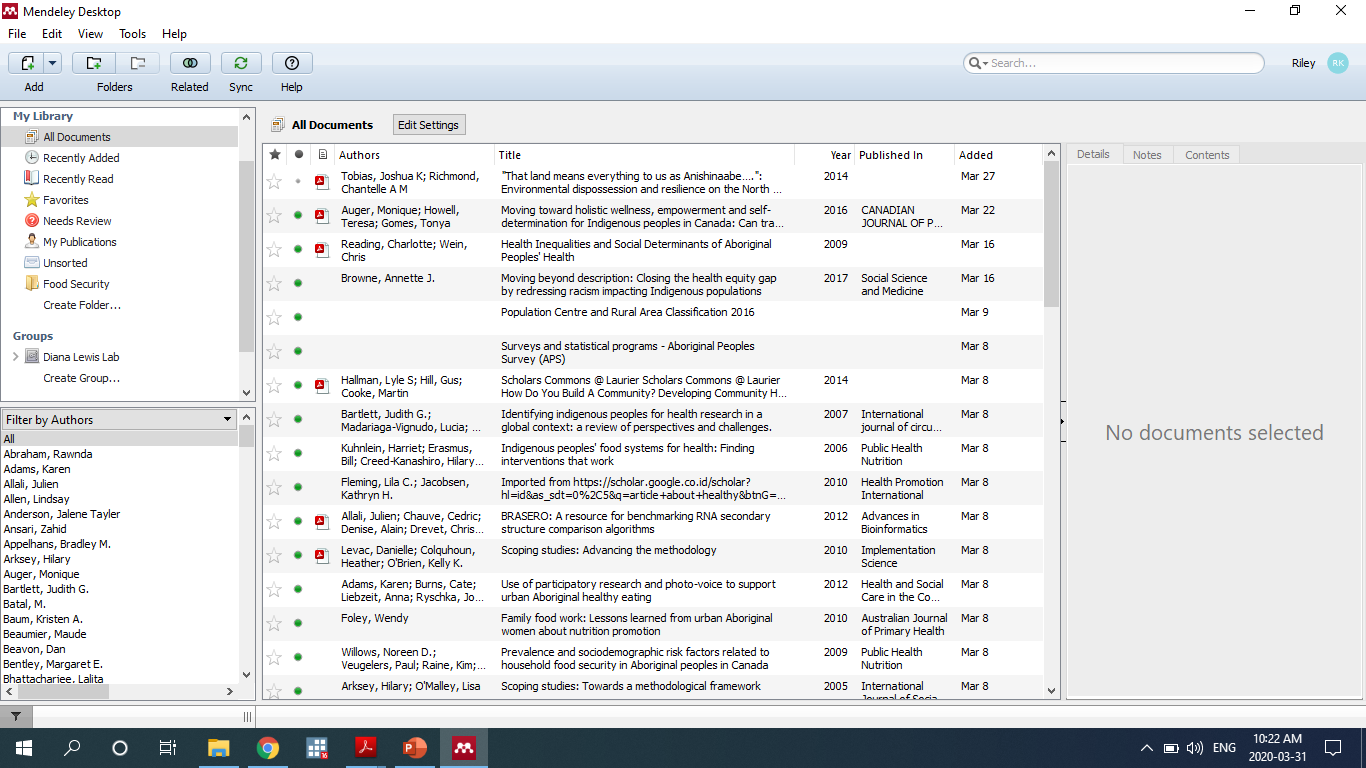 Mendeley Desktop
File Edit View Tools Help
Add Folders Related Sync Help
Search...
Riley RK
My Library
All Documents
Recently Added
Recently Read
Favorites
Needs Review
My Publications
Unsorted
Food Security
Create Folder...
Groups
Diana Lewis Lab
Create Group...
Filter by Authors
All
Abraham, Rawnda
Adams, Karen
Allali, Julien
Allen, Lindsay
Anderson, Jalene Tayler
Ansari, Zahid
Appelhans, Bradley M.
Arksey, Hilary
Auger, Monique
Bartlett, Judith G.
Batal, M.
Baum, Kristen A.
Beaumier, Maude
Beavon, Dan
Bentley, Margaret E.
Bhattacharjee, Lalita
All Documents Edit Settings
Authors Title Year Published In Added
Tobias, Joshua K; Richmond, "That land means everything to us as Anishinaabe....": 2014 Mar 27
Chantelle A M Environmental dispossession and resilience on the North ...
Auger, Monique; Howell, Moving toward holistic wellness, empowerment and self- 2016 CANADIAN Mar 22
Teresa; Gomes, Tonya determination for Indigenous peoples in Canada: Can tra... JOURNAL OF P...
Reading, Charlotte; Wein, Health Inequalities and Social Determinants of Aboriginal 2009 Mar 16
Chris Peoples' Health
Browne, Annette J. Moving beyond description: Closing the health equity gap 2017 Social Science Mar 16
by redressing racism impacting Indigenous populations and Medicine
Population Centre and Rural Area Classification 2016 Mar 9
Surveys and statistical programs - Aboriginal Peoples Mar 8
Survey (APS)
Hallman, Lyle S; Hill, Gus; Scholars Commons @ Laurier Scholars Commons @ Laurier 2014 Mar 8
Cooke, Martin How Do You Build A Community? Developing Community H...
Bartlett, Judith G.; Identifying indigenous peoples for health research in a 2007 International Mar 8
Madariaga-Vignudo, Lucia; ... global context: a review of perspectives and challenges. journal of circu...
Kuhnlein, Harriet; Erasmus, Indigenous peoples' food systems for health: Finding 2006 Public Health Mar 8
Bill; Creed-Kanashiro, Hilary... interventions that work Nutrition
Fleming, Lila C.; Jacobsen, Imported from https://scholar.google.co.id/scholar? 2010 Health Promotion Mar 8
Kathryn H. hl=id&as_sdt=0%2C5&q=article+about+healthy&btnG=... International
Allali, Julien; Chauve, Cedric; BRASERO: A resource for benchmarking RNA secondary 2012 Advances in Mar 8
Denise, Alain; Drevet, Chris... structure comparison algorithms Bioinformatics
Levac, Danielle; Colquhoun, Scoping studies: Advancing the methodology 2010 Implementation Mar 8
Heather; O'Brien, Kelly K. Science
Adams, Karen; Burns, Cate; Use of participatory research and photo-voice to support 2012 Health and Social Mar 8
Liebzeit, Anna; Ryschka, Jo... urban Aboriginal healthy eating Care in the Co...
Foley, Wendy Family food work: Lessons learned from urban Aboriginal 2010 Australian Journal Mar 8
women about nutrition promotion of Primary Health
Willows, Noreen D.; Prevalence and sociodemographic risk factors related to 2009 Public Health Mar 8
Veugelers, Paul; Raine, Kim;... household food security in Aboriginal peoples in Canada Nutrition
Arksey, Hilary; O'Malley, Lisa Scoping studies: Towards a methodological framework 2005 International Mar 8
Journal of Socia
Details Notes Contents
No documents selected
16
ENG
10:22 AM
2020-03-31